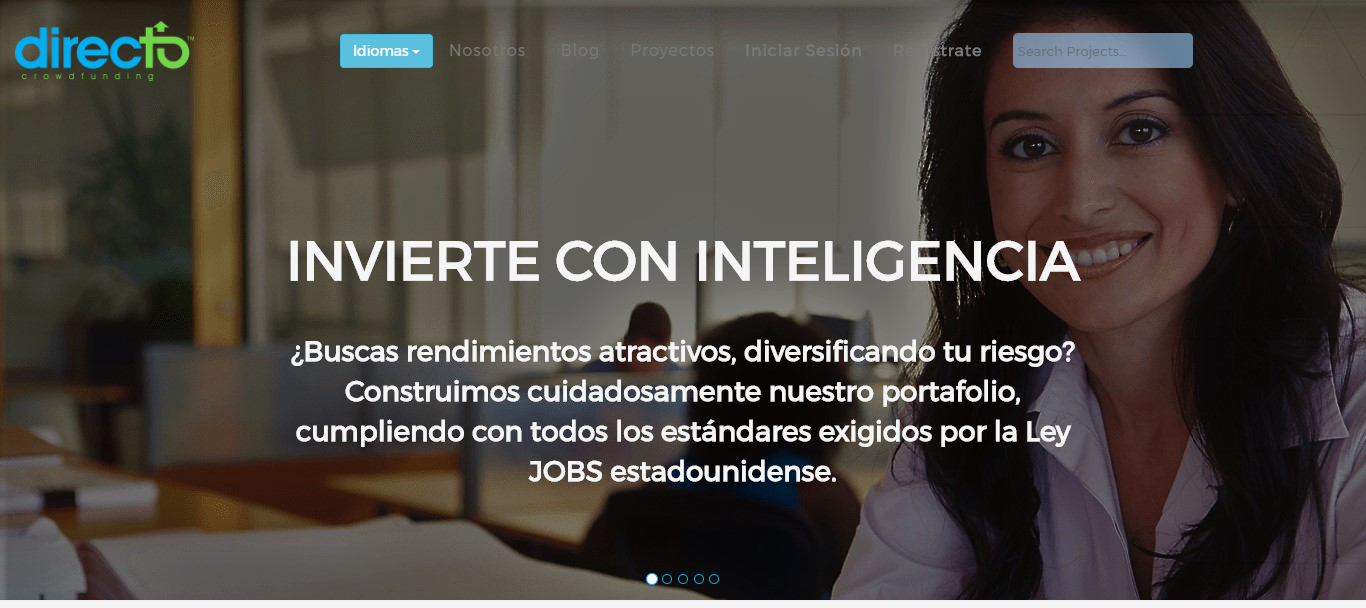 directo™
crowdfunding
Idiomas
Nosotros
Blog
Proyectos
Iniciar Sesión
Regístrate
Search Projects...
INVIERTE CON INTELIGENCIA
¿Buscas rendimientos atractivos, diversificando tu riesgo?
Construimos cuidadosamente nuestro portafolio,
cumpliendo con todos los estándares exigidos por la Ley
JOBS estadounidense.